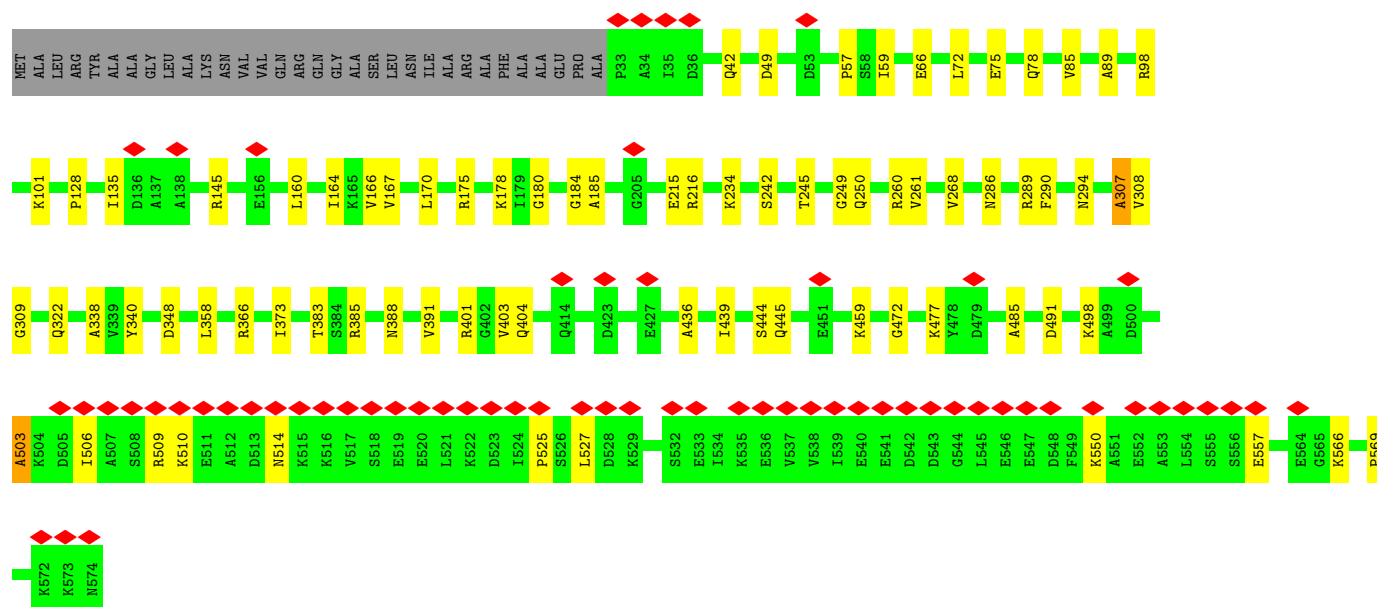 MET ALA LEU ARG TYR ALA ALA GLY LEU ALA LYS ASN VAL VAL GLN ARG GLN GLY ALA SER LEU ASN ILE ALA ARG ALA PHE ALA ALA GLU PRO ALA P33 A34 I35 D36 Q42 D49 D53 P57 S58 I59 E66 L72 E75 Q78 V85 A89 R98
K101 P128 I135 D136 A137 A138 R145 E156 L160 I164 K165 V166 V167 L170 R175 K178 I179 G180 G184 A185 G205 E215 R216 K234 S242 T245 G249 Q250 R260 V261 V268 N286 R289 F290 N294 A307 V308
G309 Q322 A338 V339 Y340 D348 L358 R366 I373 T383 S384 R385 N388 V391 R401 G402 V403 Q404 Q414 D423 E427 A436 I439 S444 Q445 E451 K459 G472 K477 Y478 D479 A485 D491 K498 A499 D500
A503 K504 D505 I506 A507 S508 R509 K510 E511 A512 D513 N514 K515 K516 V517 S518 E519 E520 L521 K522 D523 I524 P525 S526 L527 D528 K529 S532 E533 I534 K535 E536 V537 V538 I539 E540 E541 D542 D543 G544 L545 E546 E547 D548 F549 K550 A551 E552 A553 L554 S555 S556 E557 E564 G565 K566 P569
K572 K573 N574